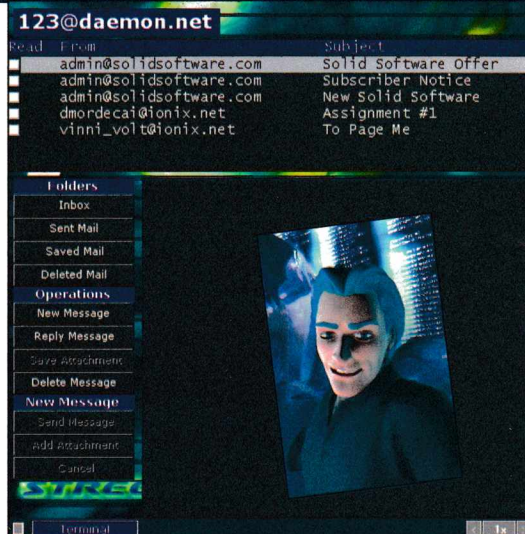 123@daemon.net
Read From Subject
admin@solidsoftware.com Solid Software Offer
admin@solidsoftware.com Subscriber Notice
admin@solidsoftware.com New Solid Software
dmordecai@ionix.net Assignment #1
vinni_volt@ionix.net To Page Me
Folders
Inbox
Sent Mail
Saved Mail
Deleted Mail
Operations
New Message
Reply Message
Save Attachment
Delete Message
New Message
Send Message
Add Attachment
Cancel
STREE
Terminal
< 1x >